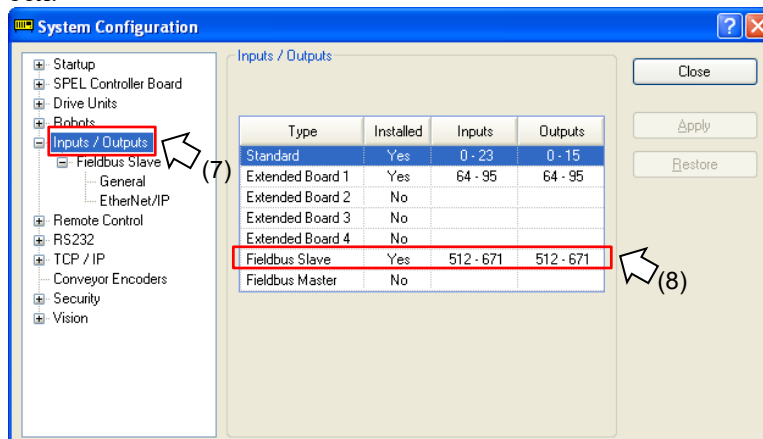 System Configuration
Startup
SPEL Controller Board
Drive Units
Robots
Inputs / Outputs
Fieldbus Slave
General
EtherNet/IP
Remote Control
RS232
TCP / IP
Conveyor Encoders
Security
Vision
(7)
Inputs / Outputs
Type Installed Inputs Outputs
Standard Yes 0 - 23 0 - 15
Extended Board 1 Yes 64 - 95 64 - 95
Extended Board 2 No
Extended Board 3 No
Extended Board 4 No
Fieldbus Slave Yes 512 - 671 512 - 671
Fieldbus Master No
(8)
Close
Apply
Restore